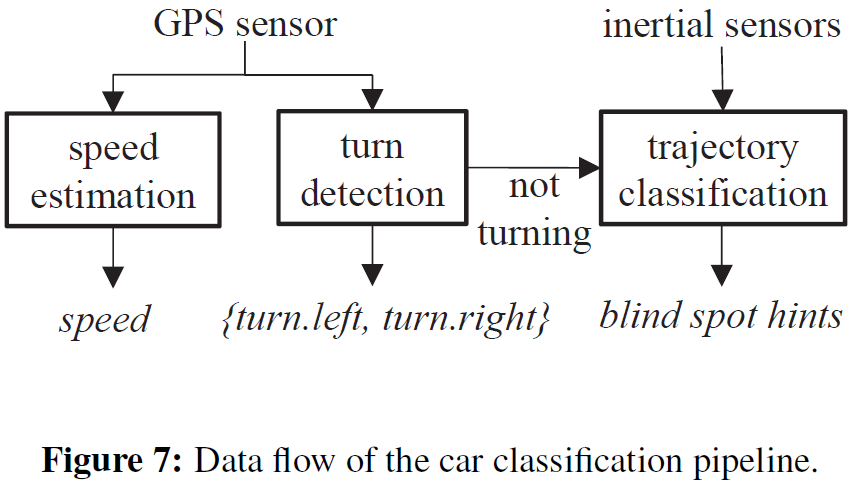 GPS sensor
inertial sensors
speed
estimation
turn
detection
not
turning
trajectory
classification
speed
{turn.left, turn.right}
blind spot hints
Figure 7: Data flow of the car classification pipeline.